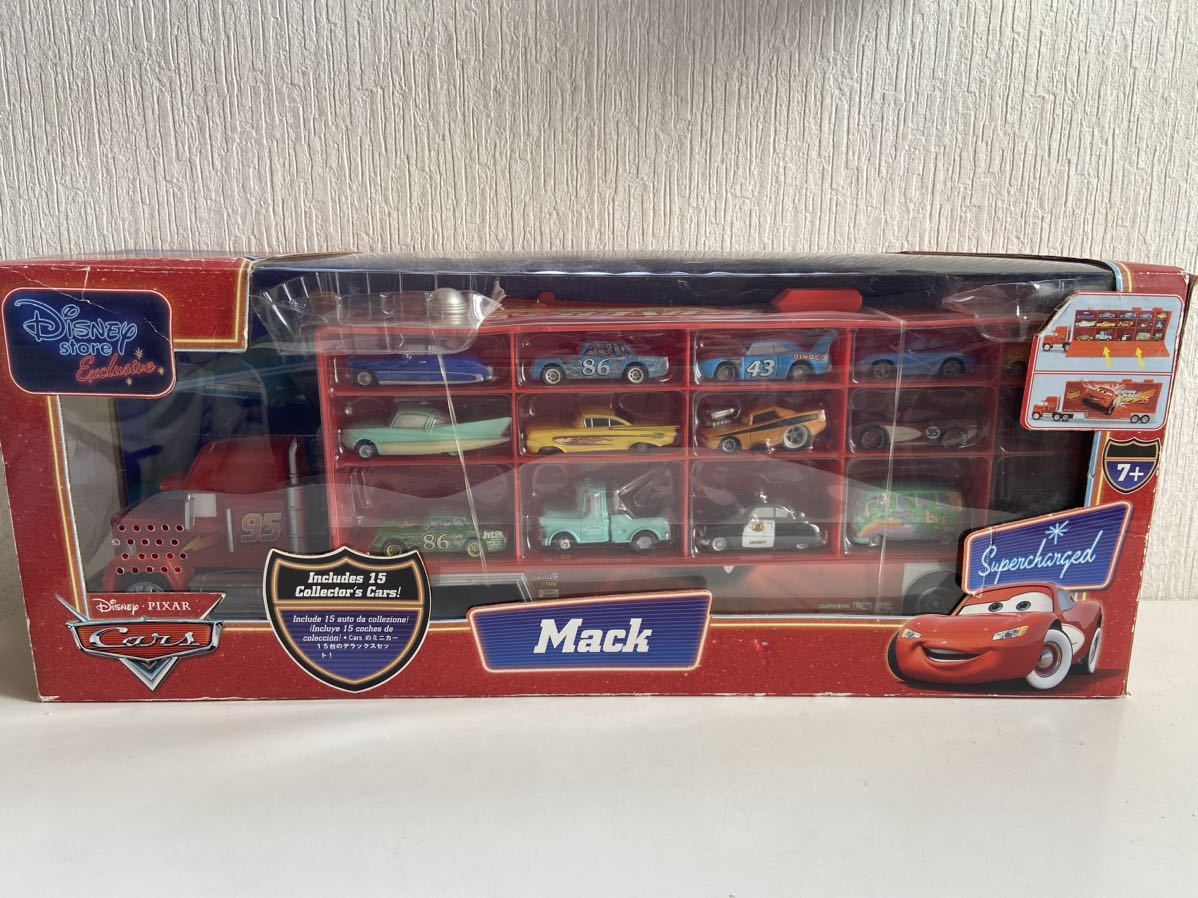 Disney
store
Exclusive
86
DINOCO
43
DINOCO
95
86
95
SHERIFF
7+
Supercharged
Includes 15
Collector's Cars!
Include 15 auto da collezione!
¡Incluye 15 coches de
colección! • Cars のミニカー
１５台のデラックスセッ
ト！
DISNEY·PIXAR
Cars
Mack